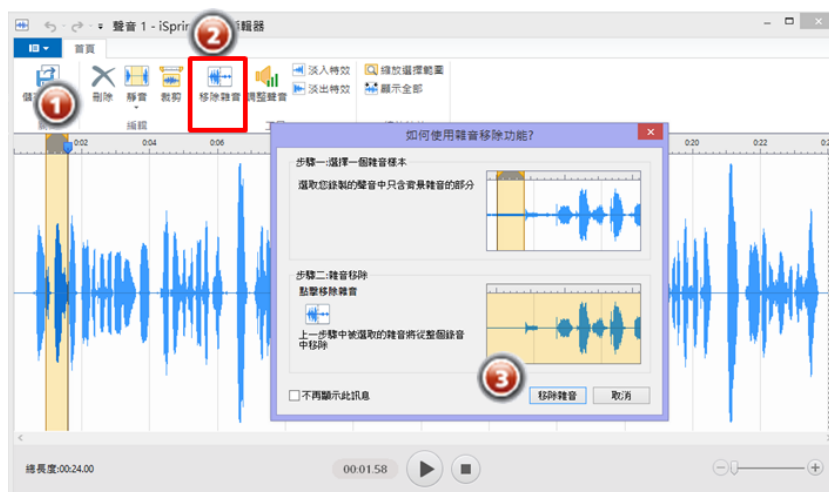 聲音 1 - iSprin
輯器
2
首頁
1
刪除
靜音
裁剪
移除雜音
調整聲音
淡入特效
淡出特效
縮放選擇範圍
顯示全部
編輯
0:02
0:04
0:06
0:20
0:22
如何使用雜音移除功能?
步驟一:選擇一個雜音樣本
選取您錄製的聲音中只含背景雜音的部分
步驟二:雜音移除
點擊移除雜音
上一步驟中被選取的雜音將從整個錄音
中移除
3
不再顯示此訊息
移除雜音
取消
總長度:00:24.00
00:01.58